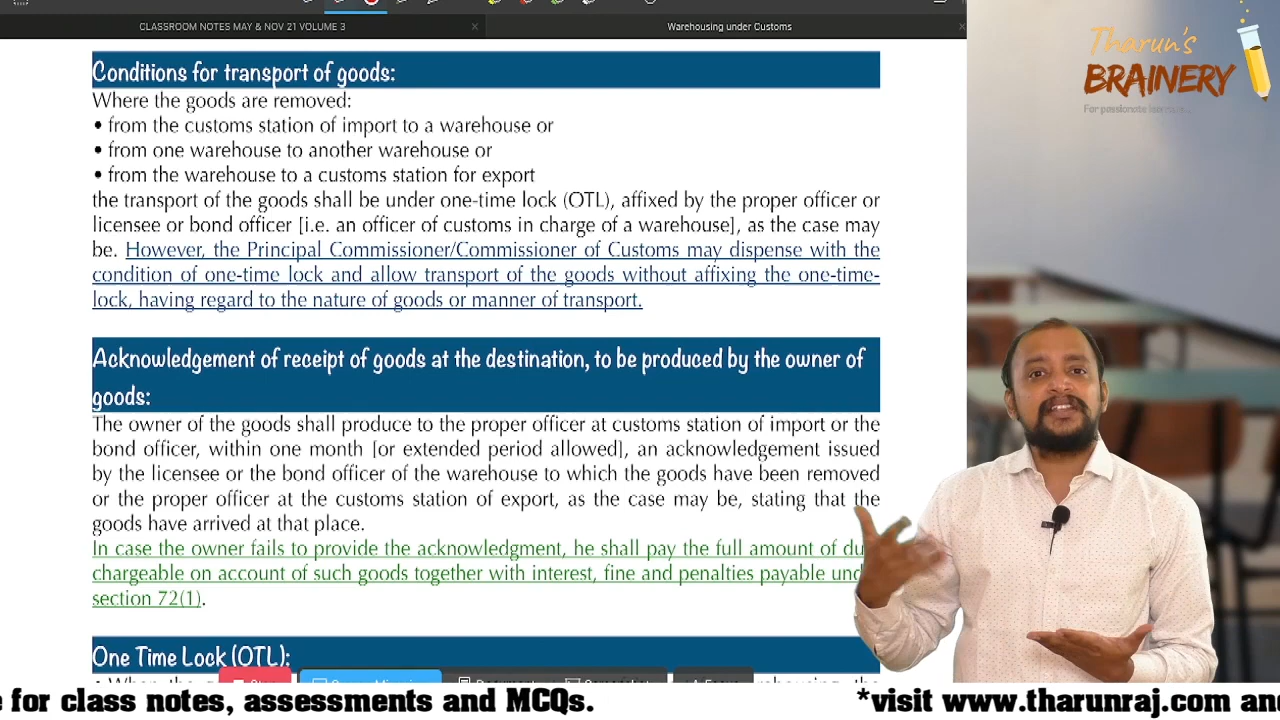 CLASSROOM NOTES MAY & NOV 21 VOLUME 3
Warehousing under Customs
Tharun's
BRAINERY
For passionate learners...
Conditions for transport of goods:
Where the goods are removed:
• from the customs station of import to a warehouse or
• from one warehouse to another warehouse or
• from the warehouse to a customs station for export
the transport of the goods shall be under one-time lock (OTL), affixed by the proper officer or
licensee or bond officer [i.e. an officer of customs in charge of a warehouse], as the case may
be. However, the Principal Commissioner/Commissioner of Customs may dispense with the
condition of one-time lock and allow transport of the goods without affixing the one-time-
lock, having regard to the nature of goods or manner of transport.
Acknowledgement of receipt of goods at the destination, to be produced by the owner of
goods:
The owner of the goods shall produce to the proper officer at customs station of import or the
bond officer, within one month [or extended period allowed], an acknowledgement issued
by the licensee or the bond officer of the warehouse to which the goods have been removed
or the proper officer at the customs station of export, as the case may be, stating that the
goods have arrived at that place.
In case the owner fails to provide the acknowledgment, he shall pay the full amount of du
chargeable on account of such goods together with interest, fine and penalties payable und
section 72(1).
One Time Lock (OTL):
e for class notes, assessments and MCQs.
*visit www.tharunraj.com and